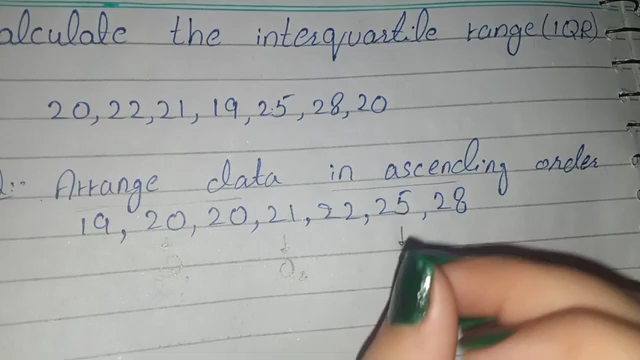 alculate the interquartile range (IQR)
20, 22, 21, 19, 25, 28, 20
:- Arrange data in ascending order
19, 20, 20, 21, 22, 25, 28
↓ ↓
Q₂